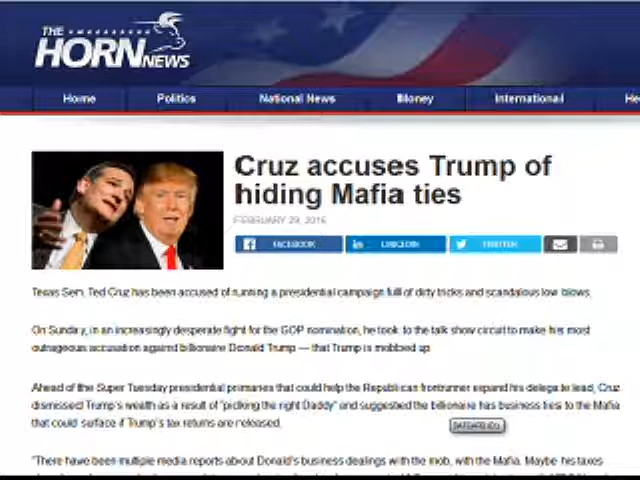 THE
HORN NEWS
Home Politics National News Money International
Cruz accuses Trump of
hiding Mafia ties
FEBRUARY 29, 2016
FACEBOOK LINKEDIN TWITTER
Texas Sen. Ted Cruz has been accused of running a presidential campaign full of dirty tricks and scandalous low blows.
On Sunday, in an increasingly desperate fight for the GOP nomination, he took to the talk show circuit to make his most
outrageous accusation against billionaire Donald Trump — that Trump is mobbed up.
Ahead of the Super Tuesday presidential primaries that could help the Republican frontrunner expand his delegate lead, Cruz
dismissed Trump's wealth as a result of "picking the right Daddy" and suggested the billionaire has business ties to the Mafia
that could surface if Trump's tax returns are released.
"There have been multiple media reports about Donald's business dealings with the mob, with the Mafia. Maybe his taxes